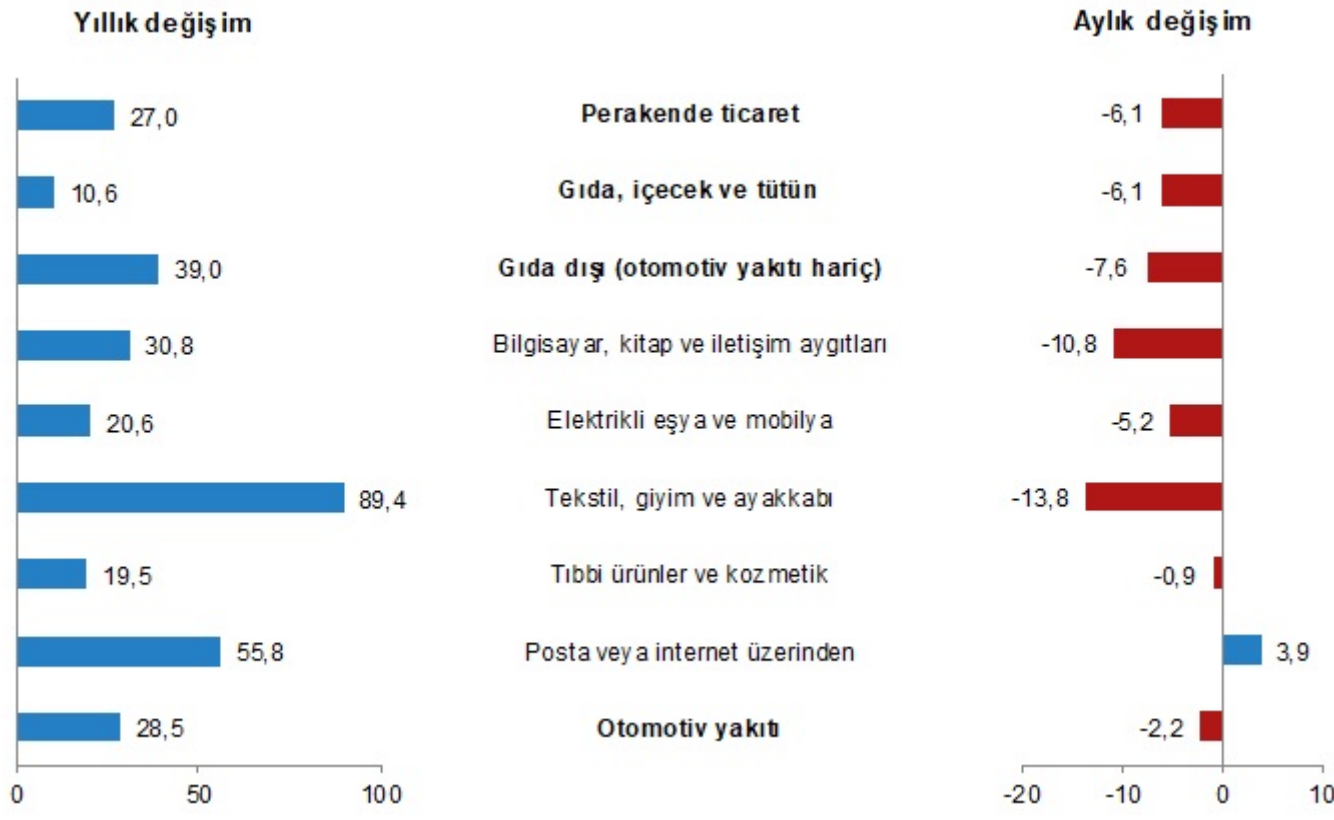 Yıllık değişim Aylık değişim
27,0 Perakende ticaret -6,1
10,6 Gıda, içecek ve tütün -6,1
39,0 Gıda dışı (otomotiv yakıtı hariç) -7,6
30,8 Bilgisayar, kitap ve iletişim aygıtları -10,8
20,6 Elektrikli eşya ve mobilya -5,2
89,4 Tekstil, giyim ve ayakkabı -13,8
19,5 Tıbbi ürünler ve kozmetik -0,9
55,8 Posta veya internet üzerinden 3,9
28,5 Otomotiv yakıtı -2,2
0 50 100 -20 -10 0 10